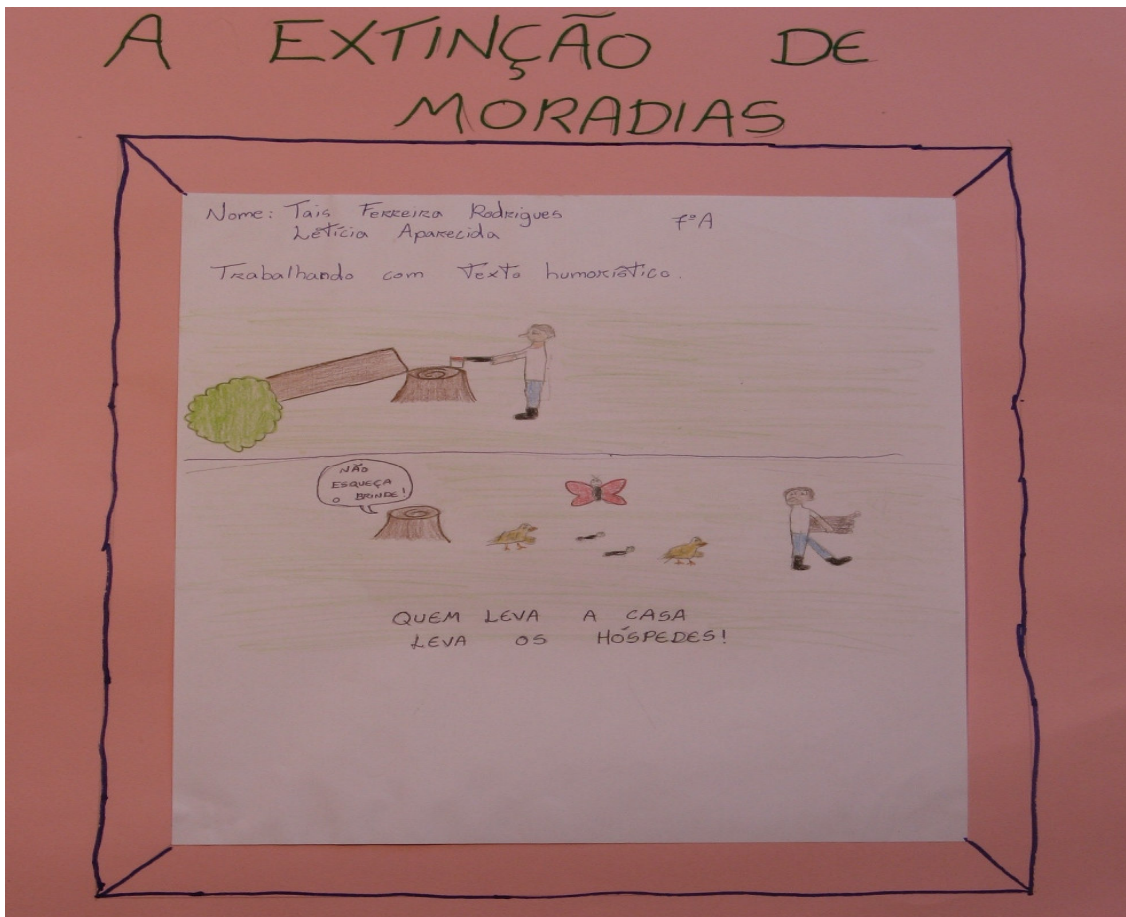 A EXTINÇÃO DE
MORADIAS
Nome: Tais Ferreira Rodrigues 7ª A
Letícia Aparecida
Trabalhando com Texto humorístico.
NÃO
ESQUEÇA
O BRINDE!
QUEM LEVA A CASA
LEVA OS HÓSPEDES!